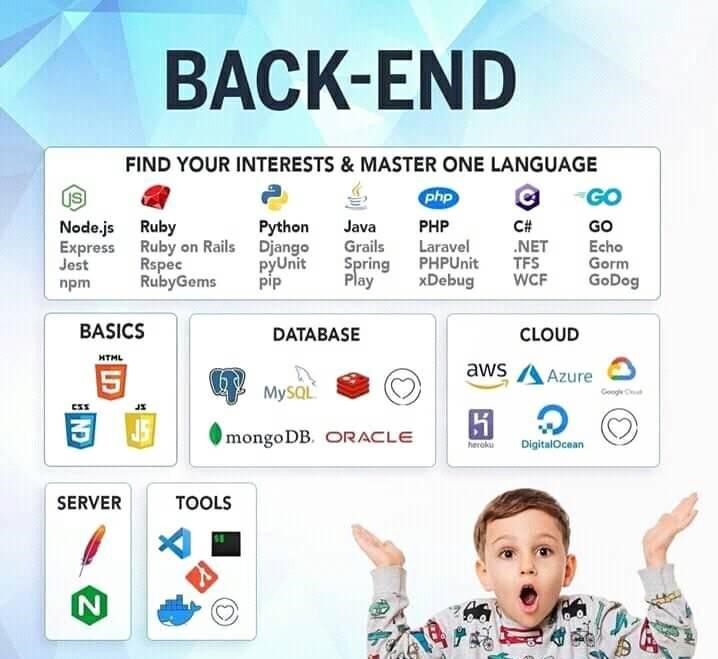 BACK-END
FIND YOUR INTERESTS & MASTER ONE LANGUAGE
JS
php
GO
Node.js
Express
Jest
npm
Ruby
Ruby on Rails
Rspec
RubyGems
Python
Django
pyUnit
pip
Java
Grails
Spring
Play
PHP
Laravel
PHPUnit
xDebug
C#
.NET
TFS
WCF
GO
Echo
Gorm
GoDog
BASICS
HTML
5
CSS
3
JS
JS
DATABASE
MySQL.
mongoDB.
ORACLE
CLOUD
aws
Azure
Google Cloud
heroku
DigitalOcean
SERVER
N
TOOLS
$